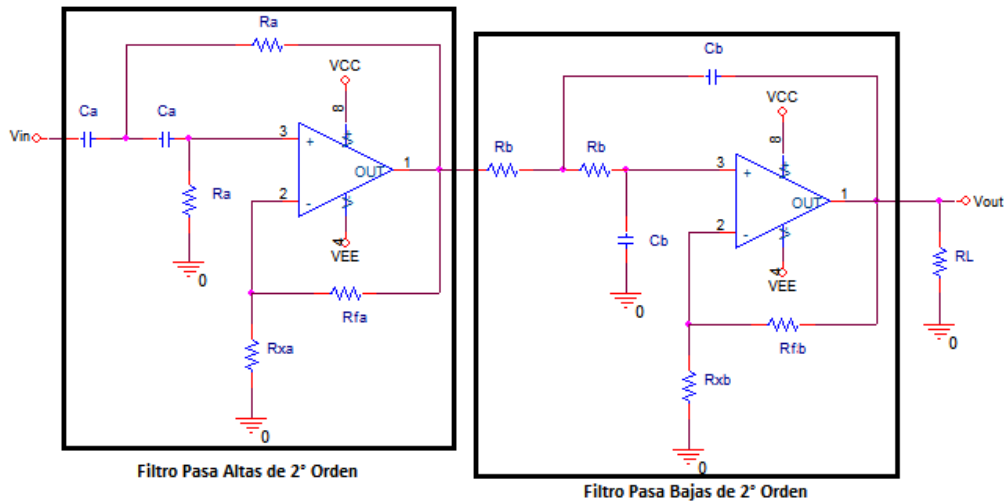 Ra
VCC
8
Ca
Ca
Vin
3
+
V+
OUT
1
2
-
V-
Ra
4
VEE
0
Rfa
Rxa
0
Filtro Pasa Altas de 2° Orden
Cb
VCC
8
Rb
Rb
3
+
V+
OUT
1
2
-
V-
Cb
4
VEE
0
Rfb
Rxb
0
Vout
RL
0
Filtro Pasa Bajas de 2° Orden